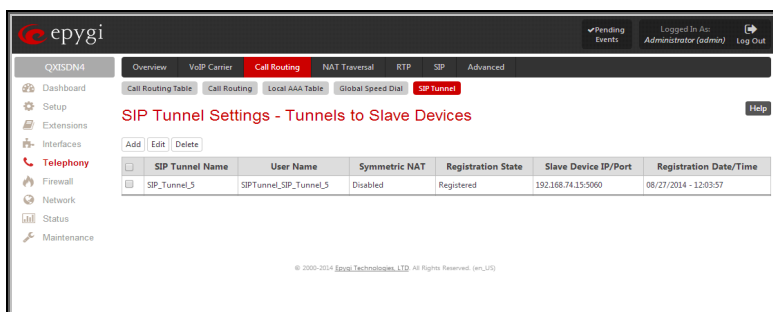 epygi
✔Pending Events
Logged In As: Administrator (admin)
Log Out
QXISDN4
Overview VoIP Carrier Call Routing NAT Traversal RTP SIP Advanced
Dashboard
Setup
Extensions
Interfaces
Telephony
Firewall
Network
Status
Maintenance
Call Routing Table Call Routing Local AAA Table Global Speed Dial SIP Tunnel
SIP Tunnel Settings - Tunnels to Slave Devices
Help
Add Edit Delete
SIP Tunnel Name User Name Symmetric NAT Registration State Slave Device IP/Port Registration Date/Time
SIP_Tunnel_5 SIPTunnel_SIP_Tunnel_5 Disabled Registered 192.168.74.15:5060 08/27/2014 - 12:03:57
© 2000-2014 Epygi Technologies, LTD. All Rights Reserved. (en_US)